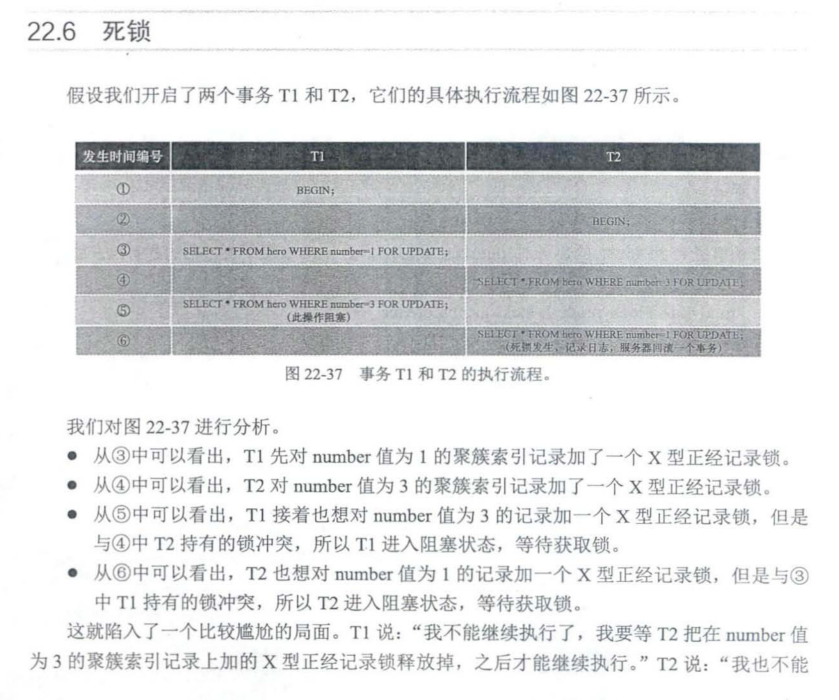 22.6 死锁
假设我们开启了两个事务 T1 和 T2，它们的具体执行流程如图 22-37 所示。
发生时间编号 T1 T2
① BEGIN;
② BEGIN;
③ SELECT * FROM hero WHERE number=1 FOR UPDATE;
④ SELECT * FROM hero WHERE number=3 FOR UPDATE;
⑤ SELECT * FROM hero WHERE number=3 FOR UPDATE;
（此操作阻塞）
⑥ SELECT * FROM hero WHERE number=1 FOR UPDATE;
（死锁发生，记录日志，服务器回滚一个事务）
图 22-37 事务 T1 和 T2 的执行流程。
我们对图 22-37 进行分析。
● 从③中可以看出，T1 先对 number 值为 1 的聚簇索引记录加了一个 X 型正经记录锁。
● 从④中可以看出，T2 对 number 值为 3 的聚簇索引记录加了一个 X 型正经记录锁。
● 从⑤中可以看出，T1 接着也想对 number 值为 3 的记录加一个 X 型正经记录锁，但是
与④中 T2 持有的锁冲突，所以 T1 进入阻塞状态，等待获取锁。
● 从⑥中可以看出，T2 也想对 number 值为 1 的记录加一个 X 型正经记录锁，但是与③
中 T1 持有的锁冲突，所以 T2 进入阻塞状态，等待获取锁。
这就陷入了一个比较尴尬的局面。T1 说：“我不能继续执行了，我要等 T2 把在 number 值
为 3 的聚簇索引记录上加的 X 型正经记录锁释放掉，之后才能继续执行。”T2 说：“我也不能